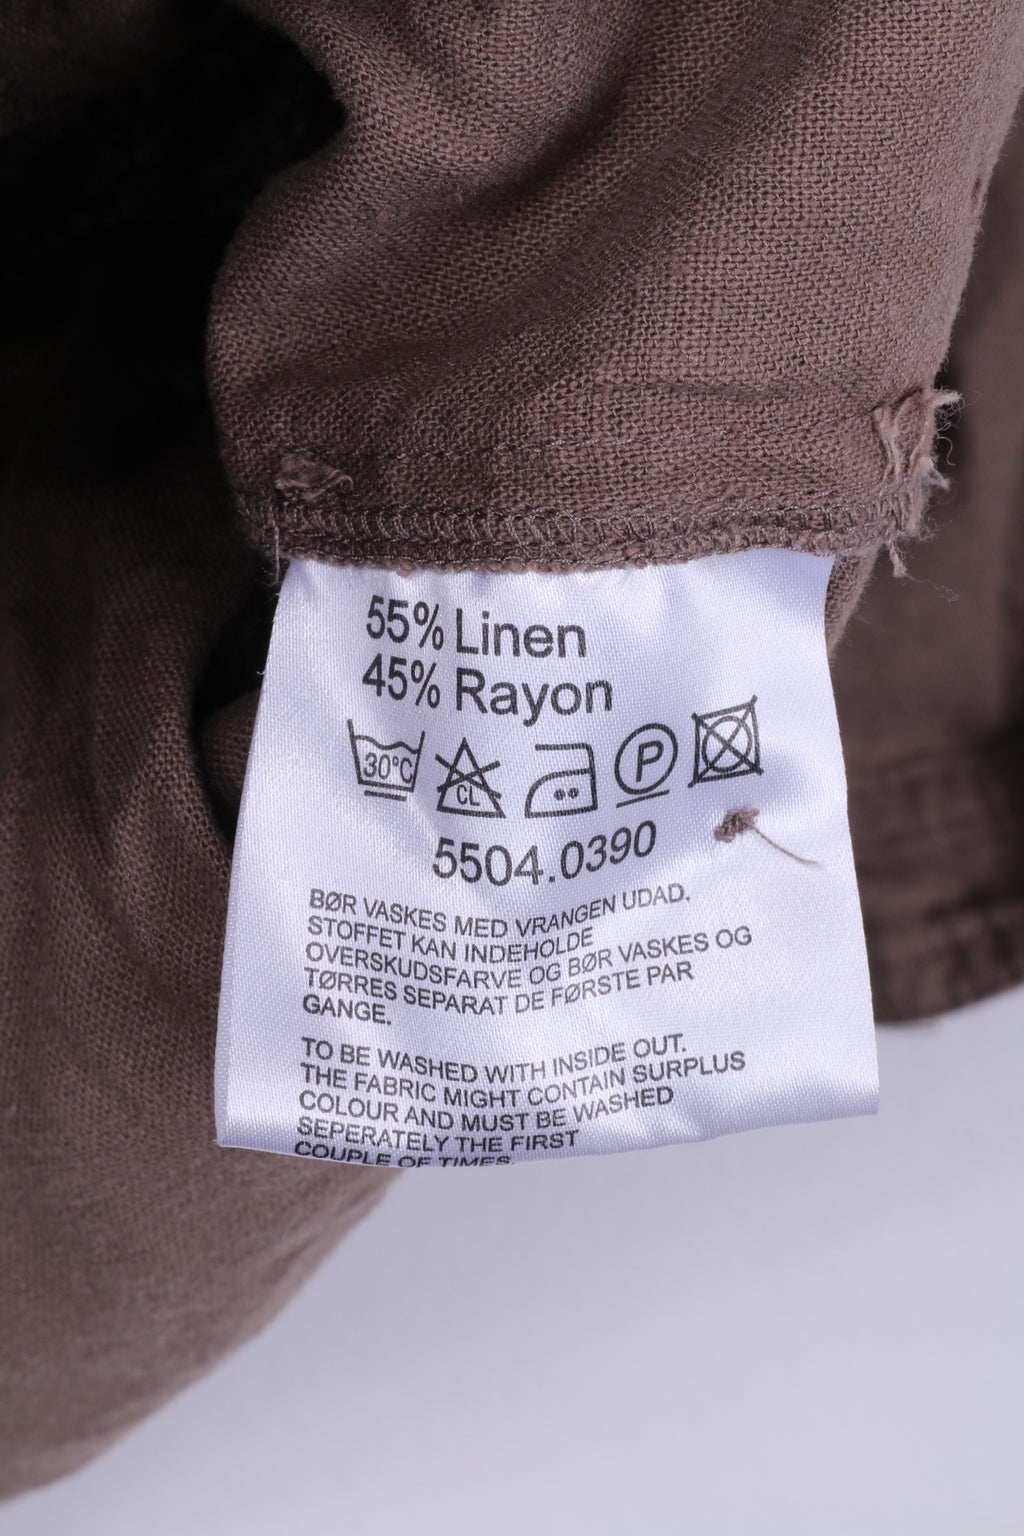 55% Linen
45% Rayon
30°C CL P
5504.0390
BØR VASKES MED VRANGEN UDAD.
STOFFET KAN INDEHOLDE
OVERSKUDSFARVE OG BØR VASKES OG
TØRRES SEPARAT DE FØRSTE PAR
GANGE.
TO BE WASHED WITH INSIDE OUT.
THE FABRIC MIGHT CONTAIN SURPLUS
COLOUR AND MUST BE WASHED
SEPERATELY THE FIRST
COUPLE OF TIMES.